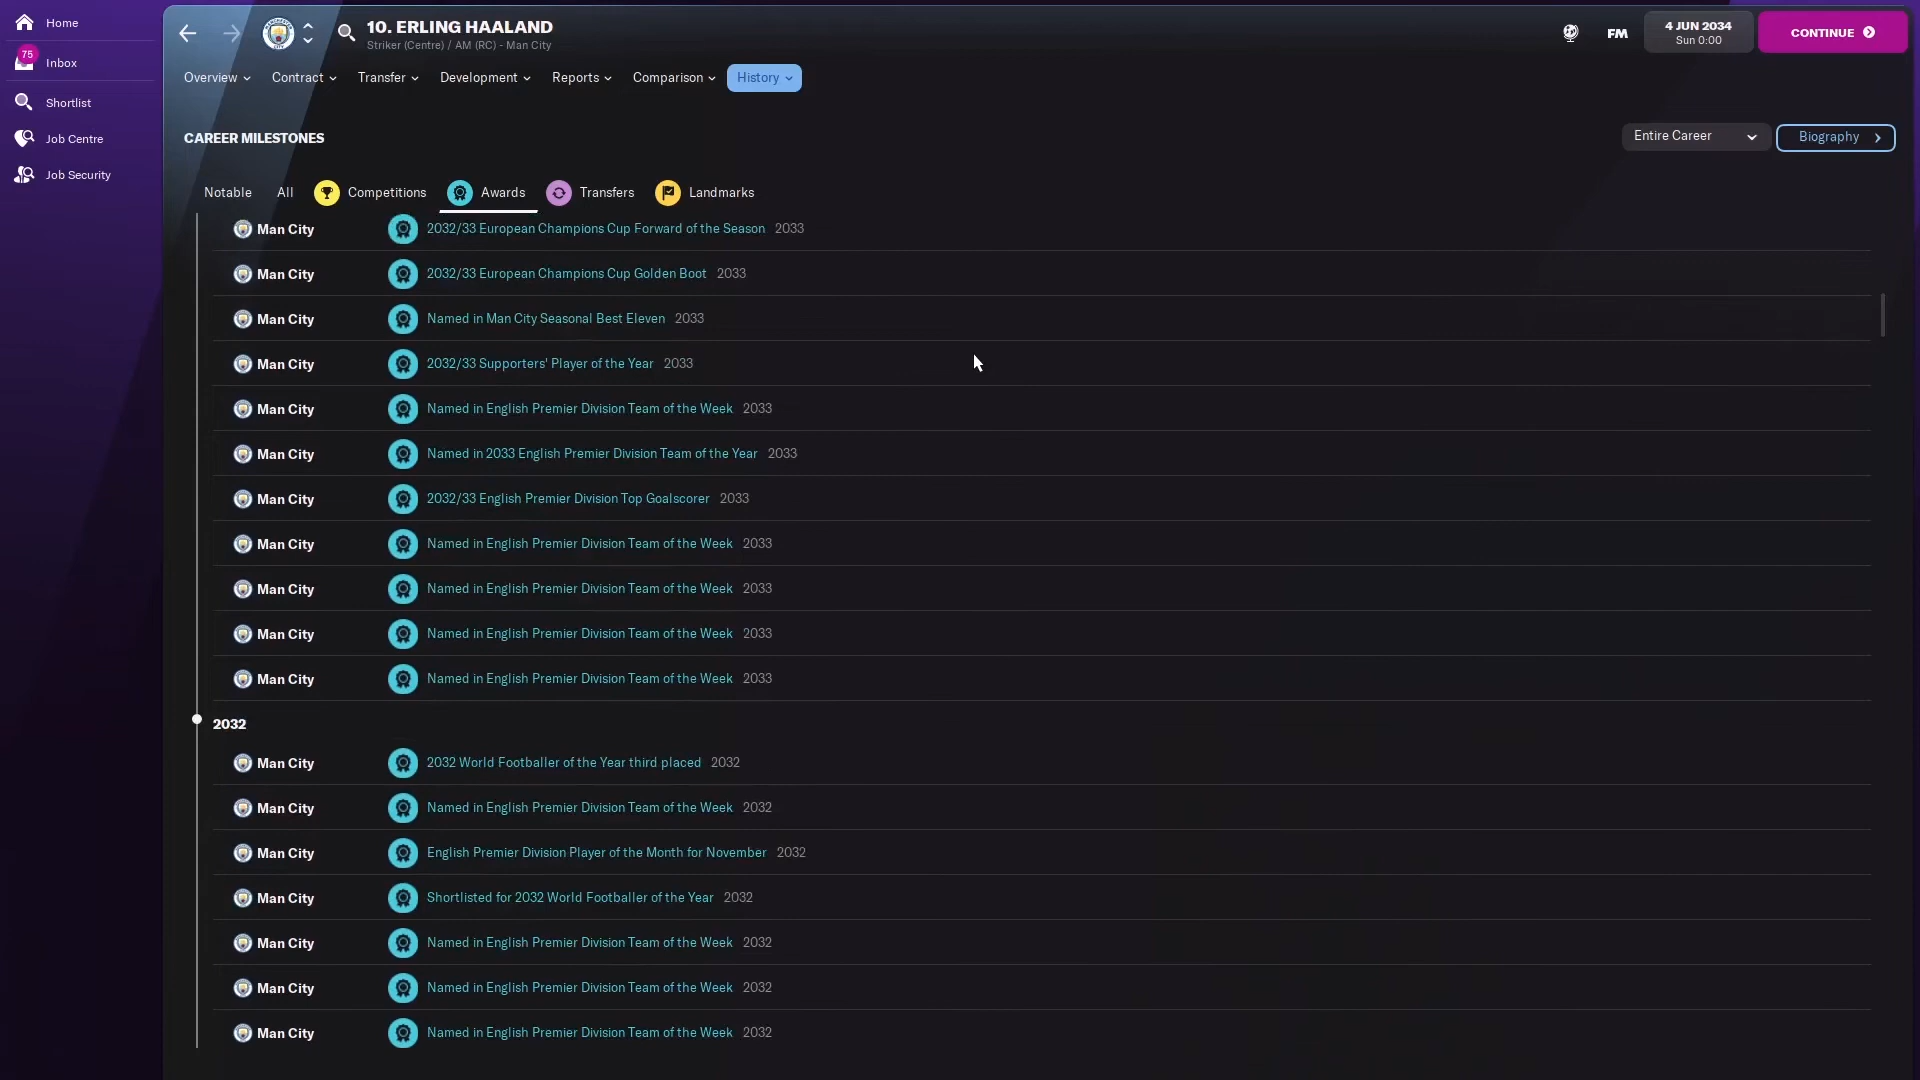 Home
75
Inbox
Shortlist
Job Centre
Job Security
10. ERLING HAALAND
Striker (Centre) / AM (RC) - Man City
FM
4 JUN 2034
Sun 0:00
CONTINUE
Overview
Contract
Transfer
Development
Reports
Comparison
History
CAREER MILESTONES
Entire Career
Biography
Notable
All
Competitions
Awards
Transfers
Landmarks
Man City 2032/33 European Champions Cup Forward of the Season 2033
Man City 2032/33 European Champions Cup Golden Boot 2033
Man City Named in Man City Seasonal Best Eleven 2033
Man City 2032/33 Supporters' Player of the Year 2033
Man City Named in English Premier Division Team of the Week 2033
Man City Named in 2033 English Premier Division Team of the Year 2033
Man City 2032/33 English Premier Division Top Goalscorer 2033
Man City Named in English Premier Division Team of the Week 2033
Man City Named in English Premier Division Team of the Week 2033
Man City Named in English Premier Division Team of the Week 2033
Man City Named in English Premier Division Team of the Week 2033
2032
Man City 2032 World Footballer of the Year third placed 2032
Man City Named in English Premier Division Team of the Week 2032
Man City English Premier Division Player of the Month for November 2032
Man City Shortlisted for 2032 World Footballer of the Year 2032
Man City Named in English Premier Division Team of the Week 2032
Man City Named in English Premier Division Team of the Week 2032
Man City Named in English Premier Division Team of the Week 2032